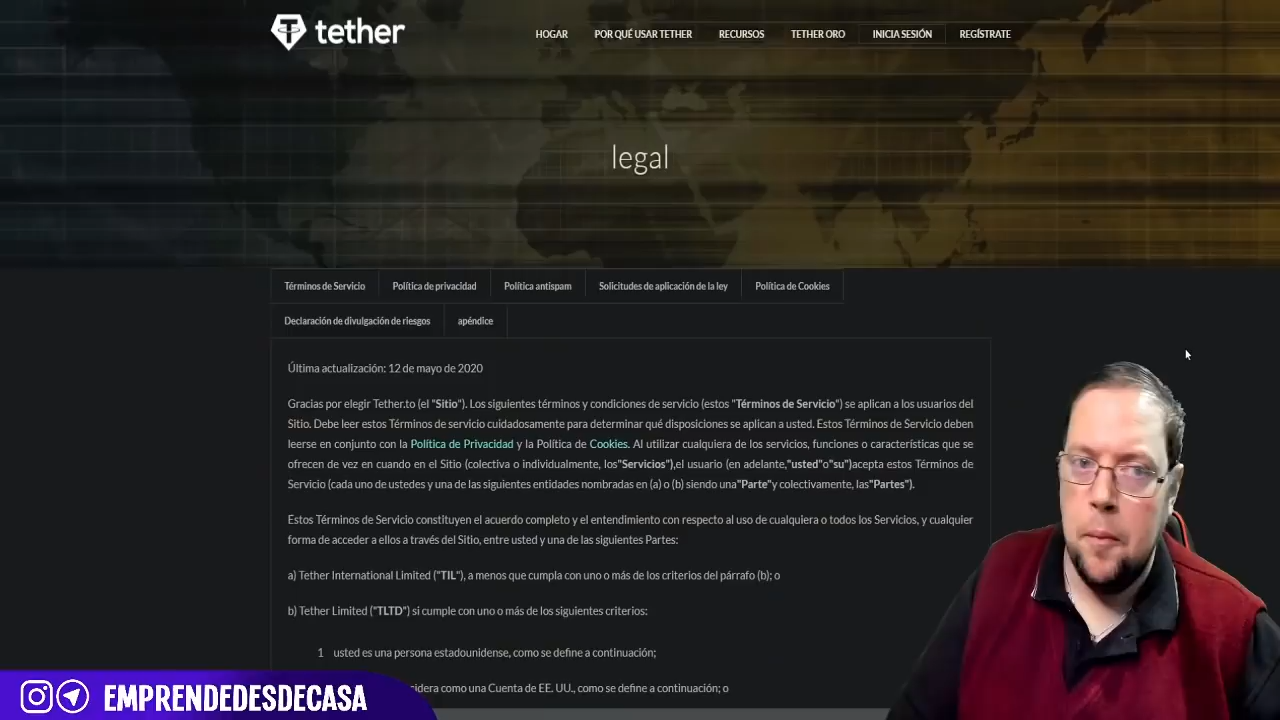 tether
HOGAR POR QUÉ USAR TETHER RECURSOS TETHER ORO INICIA SESIÓN REGÍSTRATE
legal
Términos de Servicio Política de privacidad Política antispam Solicitudes de aplicación de la ley Política de Cookies
Declaración de divulgación de riesgos apéndice
Última actualización: 12 de mayo de 2020
Gracias por elegir Tether.to (el "Sitio"). Los siguientes términos y condiciones de servicio (estos "Términos de Servicio") se aplican a los usuarios del
Sitio. Debe leer estos Términos de servicio cuidadosamente para determinar qué disposiciones se aplican a usted. Estos Términos de Servicio deben
leerse en conjunto con la Política de Privacidad y la Política de Cookies. Al utilizar cualquiera de los servicios, funciones o características que se
ofrecen de vez en cuando en el Sitio (colectiva o individualmente, los"Servicios"),el usuario (en adelante,"usted"o"su")acepta estos Términos de
Servicio (cada uno de ustedes y una de las siguientes entidades nombradas en (a) o (b) siendo una"Parte"y colectivamente, las"Partes").
Estos Términos de Servicio constituyen el acuerdo completo y el entendimiento con respecto al uso de cualquiera o todos los Servicios, y cualquier
forma de acceder a ellos a través del Sitio, entre usted y una de las siguientes Partes:
a) Tether International Limited ("TIL"), a menos que cumpla con uno o más de los criterios del párrafo (b); o
b) Tether Limited ("TLTD") si cumple con uno o más de los siguientes criterios:
1 usted es una persona estadounidense, como se define a continuación;
como una Cuenta de EE. UU., como se define a continuación; o
EMPRENDEDESDECASA